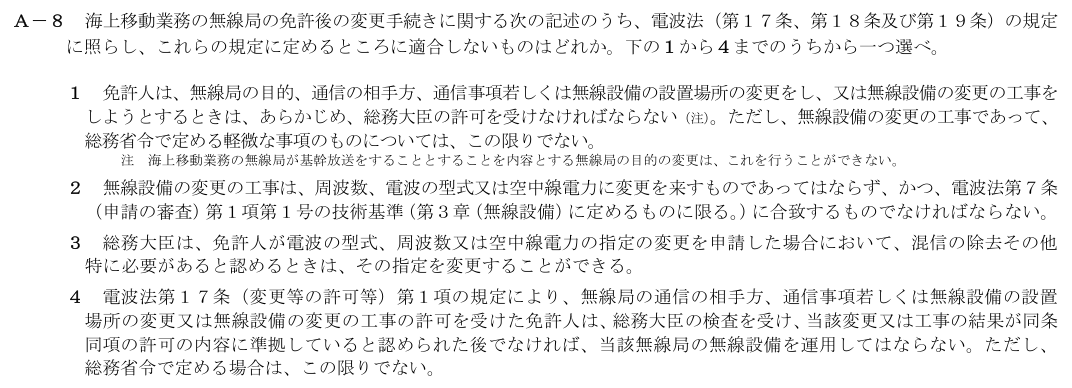 A－8　海上移動業務の無線局の免許後の変更手続きに関する次の記述のうち、電波法（第１７条、第１８条及び第１９条）の規定
に照らし、これらの規定に定めるところに適合しないものはどれか。下の１から４までのうちから一つ選べ。
1　免許人は、無線局の目的、通信の相手方、通信事項若しくは無線設備の設置場所の変更をし、又は無線設備の変更の工事を
しようとするときは、あらかじめ、総務大臣の許可を受けなければならない（注）。ただし、無線設備の変更の工事であって、
総務省令で定める軽微な事項のものについては、この限りでない。
注　海上移動業務の無線局が基幹放送をすることとすることを内容とする無線局の目的の変更は、これを行うことができない。
2　無線設備の変更の工事は、周波数、電波の型式又は空中線電力に変更を来すものであってはならず、かつ、電波法第７条
（申請の審査）第１項第１号の技術基準（第３章（無線設備）に定めるものに限る。）に合致するものでなければならない。
3　総務大臣は、免許人が電波の型式、周波数又は空中線電力の指定の変更を申請した場合において、混信の除去その他
特に必要があると認めるときは、その指定を変更することができる。
4　電波法第１７条（変更等の許可等）第１項の規定により、無線局の通信の相手方、通信事項若しくは無線設備の設置
場所の変更又は無線設備の変更の工事の許可を受けた免許人は、総務大臣の検査を受け、当該変更又は工事の結果が同条
同項の許可の内容に準拠していると認められた後でなければ、当該無線局の無線設備を運用してはならない。ただし、
総務省令で定める場合は、この限りでない。